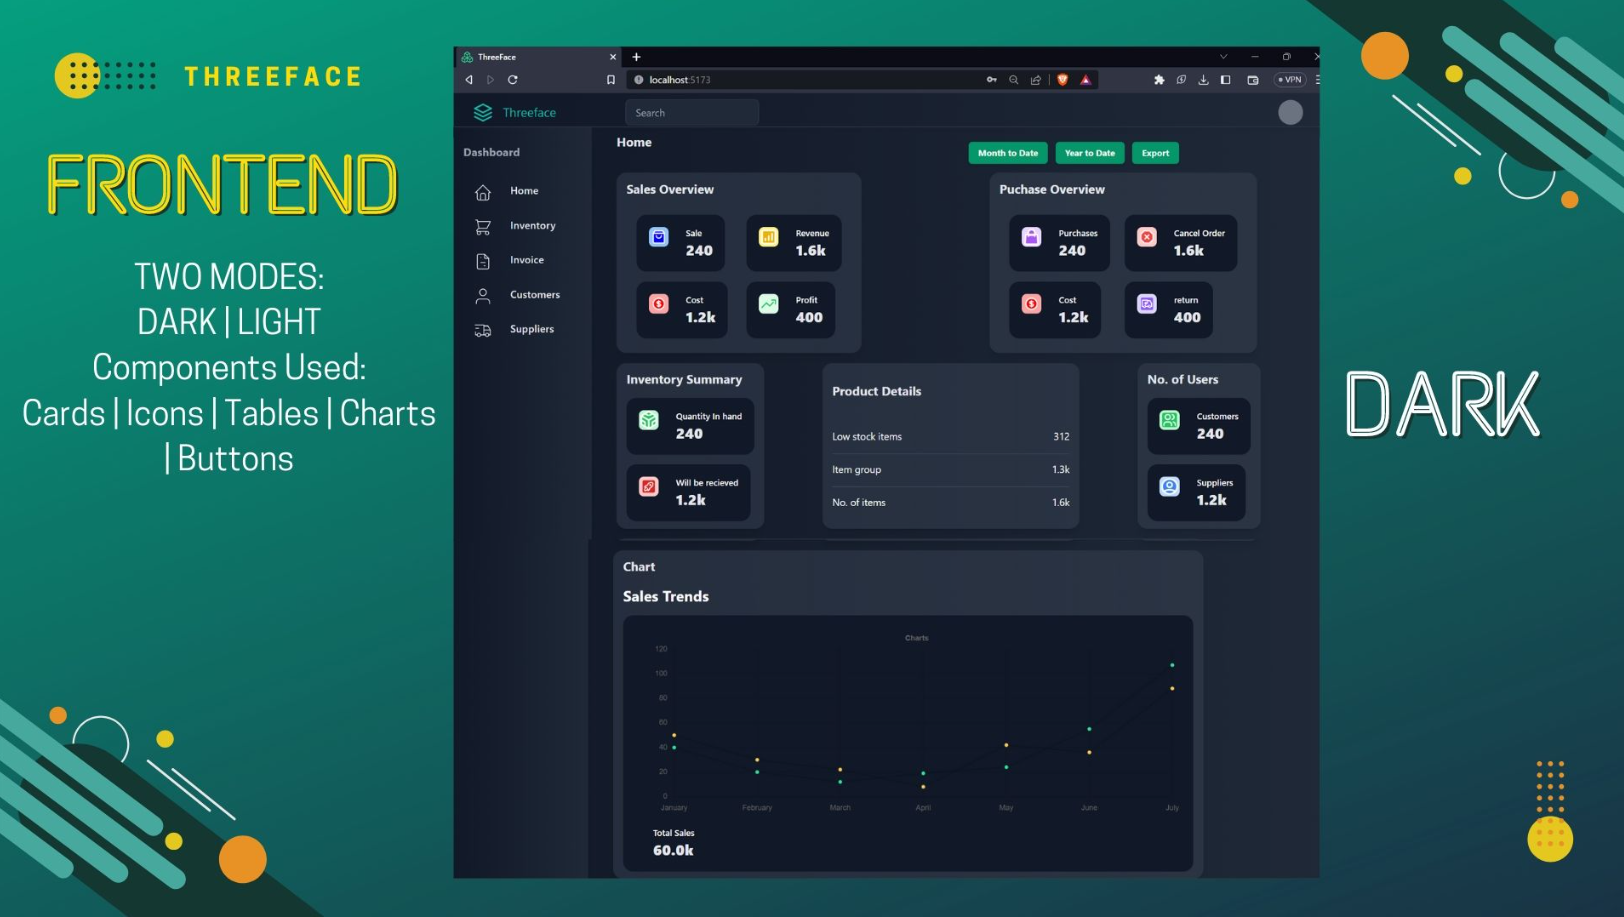 THREEFACE
FRONTEND
TWO MODES:
DARK | LIGHT
Components Used:
Cards | Icons | Tables | Charts
| Buttons
ThreeFace
localhost:5173
VPN
Threeface
Search
Dashboard
Home
Inventory
Invoice
Customers
Suppliers
Home
Month to Date
Year to Date
Export
Sales Overview
Sale
240
Revenue
1.6k
Cost
1.2k
Profit
400
Puchase Overview
Purchases
240
Cancel Order
1.6k
Cost
1.2k
return
400
Inventory Summary
Quantity In hand
240
Will be recieved
1.2k
Product Details
Low stock items 312
Item group 1.3k
No. of items 1.6k
No. of Users
Customers
240
Suppliers
1.2k
Chart
Sales Trends
Charts
120
100
80
60
40
20
0
January February March April May June July
Total Sales
60.0k
DARK